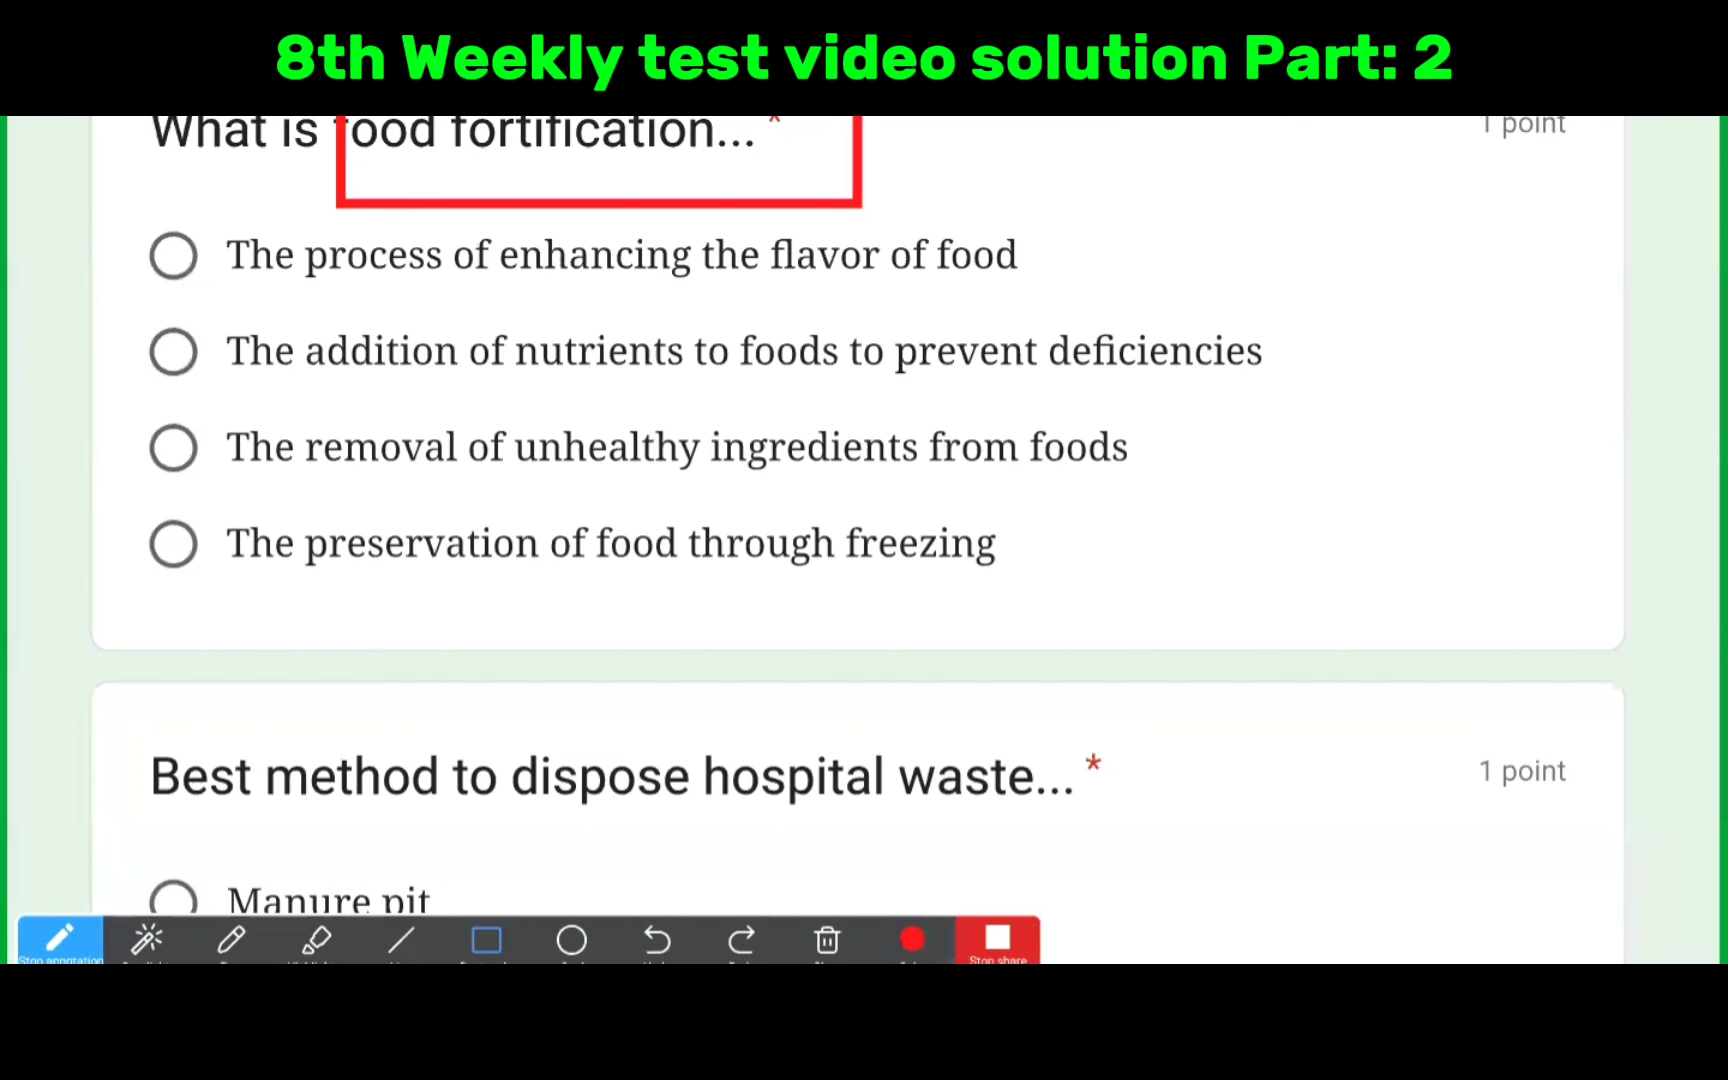 8th Weekly test video solution Part: 2
What is food fortification... *
1 point
The process of enhancing the flavor of food
The addition of nutrients to foods to prevent deficiencies
The removal of unhealthy ingredients from foods
The preservation of food through freezing
Best method to dispose hospital waste... *
1 point
Manure pit
Stop annotation
Stop share